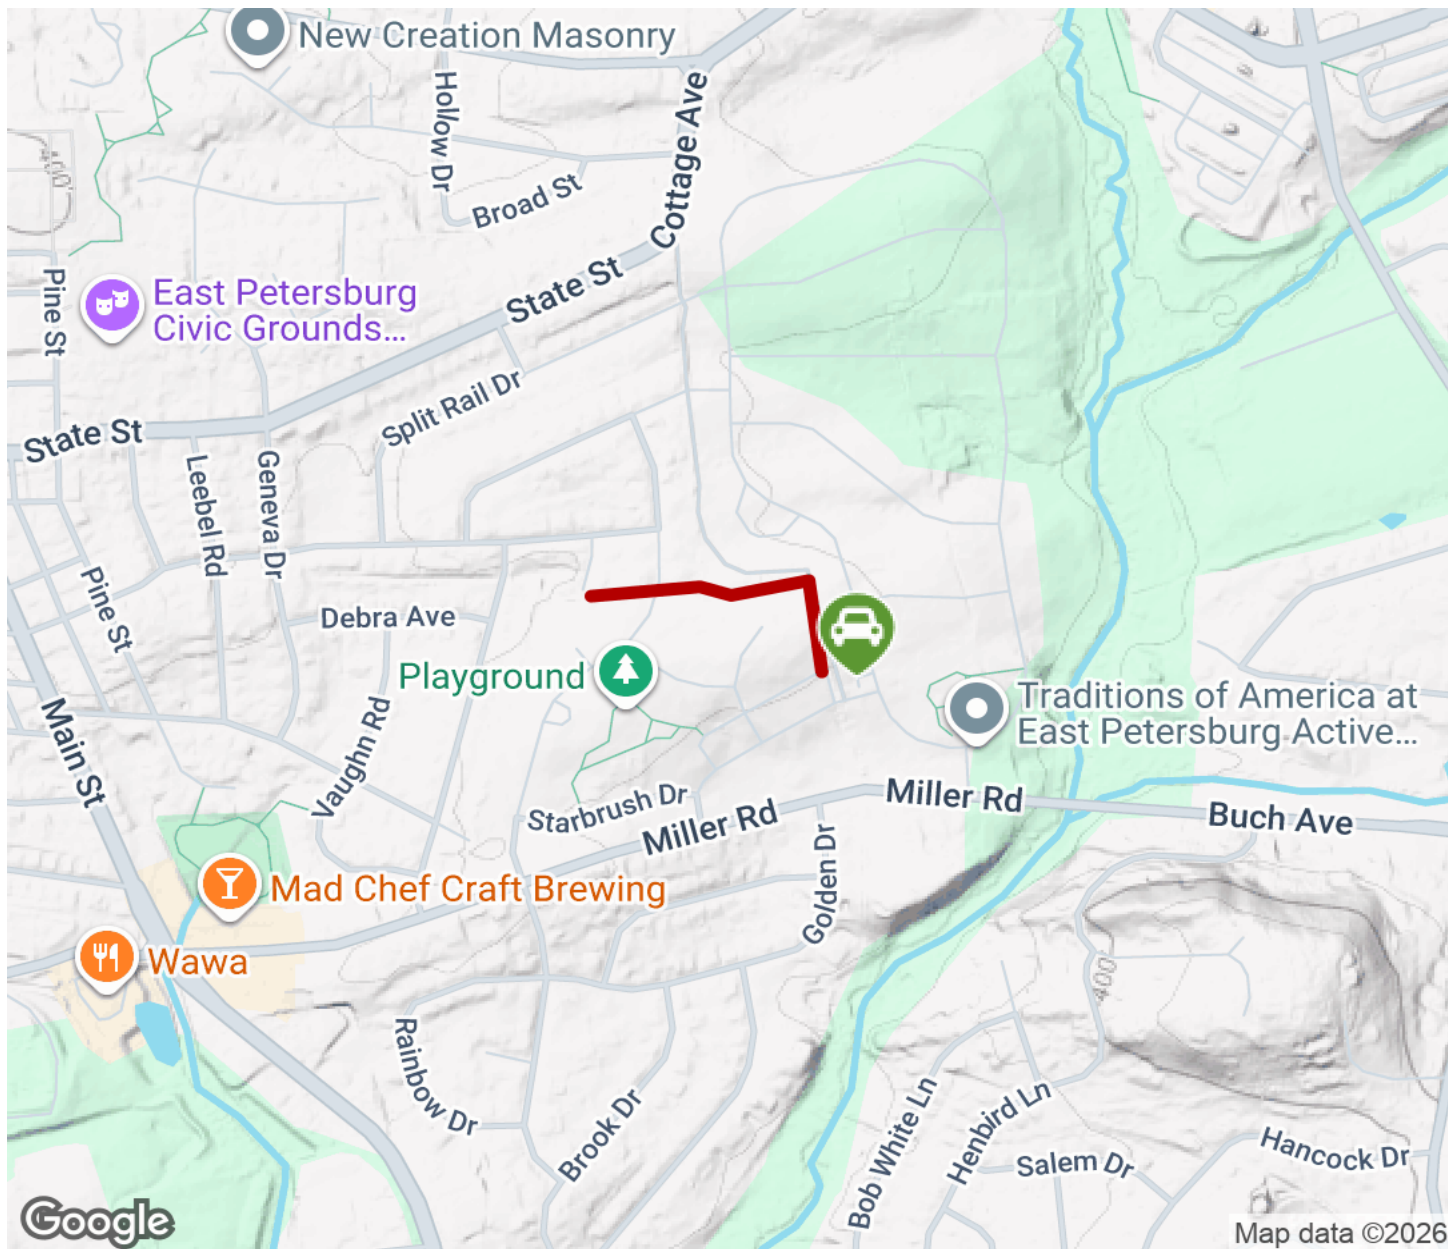 New Creation Masonry
Hollow Dr
Cottage Ave
Broad St
Pine St
East Petersburg
Civic Grounds...
State St
Split Rail Dr
State St
Leebel Rd
Geneva Dr
Pine St
Debra Ave
Playground
Main St
Vaughn Rd
Traditions of America at
East Petersburg Active...
Starbrush Dr
Miller Rd
Miller Rd
Buch Ave
Golden Dr
Mad Chef Craft Brewing
Wawa
400
Rainbow Dr
Brook Dr
Bob White Ln
Henbird Ln
Salem Dr
Hancock Dr
Google
Map data ©2026